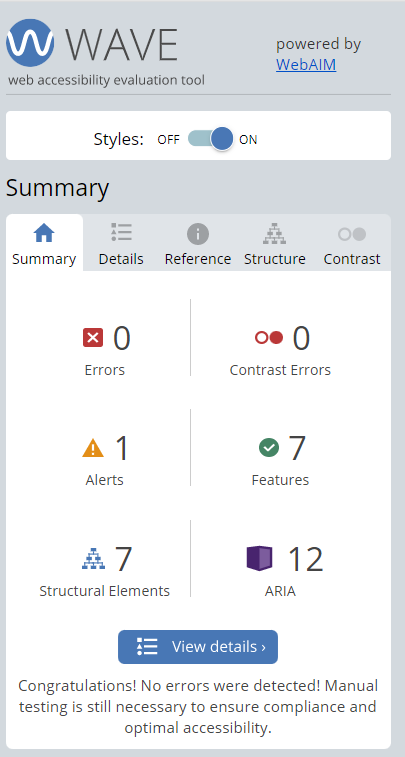 WAVE
web accessibility evaluation tool
powered by
WebAIM
Styles: OFF ON
Summary
Summary Details Reference Structure Contrast
0 0
Errors Contrast Errors
1 7
Alerts Features
7 12
Structural Elements ARIA
View details ›
Congratulations! No errors were detected! Manual
testing is still necessary to ensure compliance and
optimal accessibility.